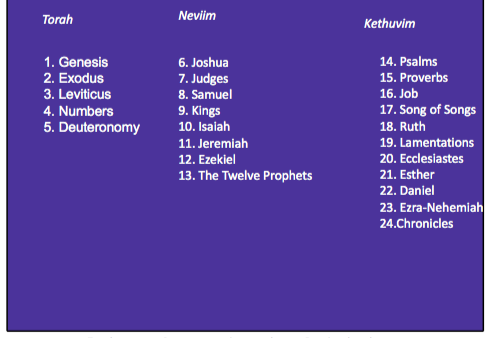 Torah
1. Genesis
2. Exodus
3. Leviticus
4. Numbers
5. Deuteronomy
Neviim
6. Joshua
7. Judges
8. Samuel
9. Kings
10. Isaiah
11. Jeremiah
12. Ezekiel
13. The Twelve Prophets
Kethuvim
14. Psalms
15. Proverbs
16. Job
17. Song of Songs
18. Ruth
19. Lamentations
20. Ecclesiastes
21. Esther
22. Daniel
23. Ezra-Nehemiah
24.Chronicles